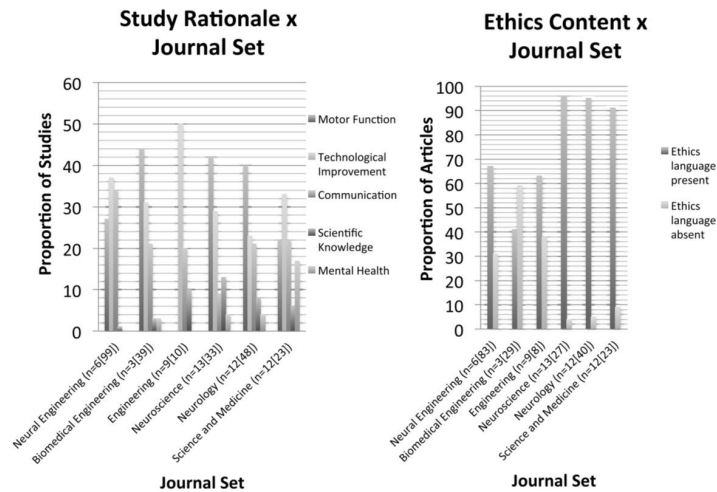 Study Rationale x
Journal Set
60
50
40
30
20
10
0
Proportion of Studies
Motor Function
Technological
Improvement
Communication
Scientific
Knowledge
Mental Health
Neural Engineering (n=6[99])
Biomedical Engineering (n=3[39])
Engineering (n=9[10])
Neuroscience (n=13[33])
Neurology (n=12[48])
Science and Medicine (n=12[23])
Journal Set
Ethics Content x
Journal Set
100
90
80
70
60
50
40
30
20
10
0
Proportion of Articles
Ethics
language
present
Ethics
language
absent
Neural Engineering (n=6[83])
Biomedical Engineering (n=3[29])
Engineering (n=9[8])
Neuroscience (n=13[27])
Neurology (n=12[40])
Science and Medicine (n=12[23])
Journal Set